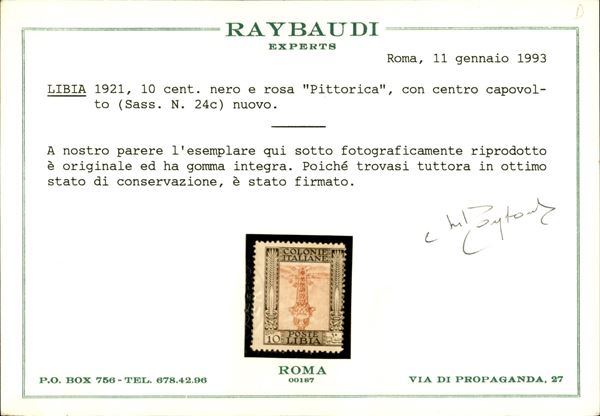 RAYBAUDI
EXPERTS
Roma, 11 gennaio 1993
LIBIA 1921, 10 cent. nero e rosa "Pittorica", con centro capovol-
to (Sass. N. 24c) nuovo.
A nostro parere l'esemplare qui sotto fotograficamente riprodotto
è originale ed ha gomma integra. Poiché trovasi tuttora in ottimo
stato di conservazione, è stato firmato.
COLONIE
ITALIANE
10 POSTE
LIBIA
ROMA
00187
P.O. BOX 756 - TEL. 678.42.96
VIA DI PROPAGANDA, 27